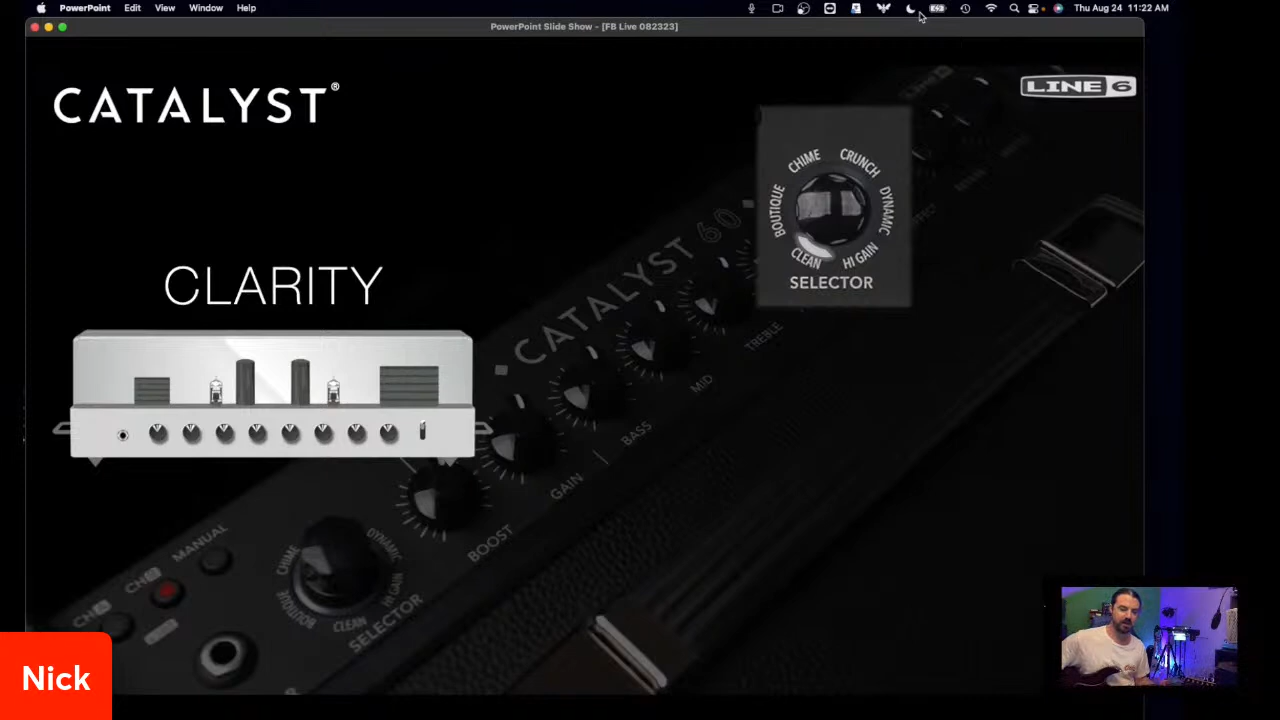 PowerPoint Edit View Window Help
Thu Aug 24 11:22 AM
PowerPoint Slide Show - [FB Live 082323]
CATALYST®
LINE 6
CHIME CRUNCH
BOUTIQUE DYNAMIC
CLEAN HI GAIN
SELECTOR
CLARITY
CATALYST 60
TREBLE
MID
BASS
GAIN
BOOST
MANUAL
CH B
CH A
CHIME DYNAMIC
BOUTIQUE HI GAIN
CLEAN
SELECTOR
Nick